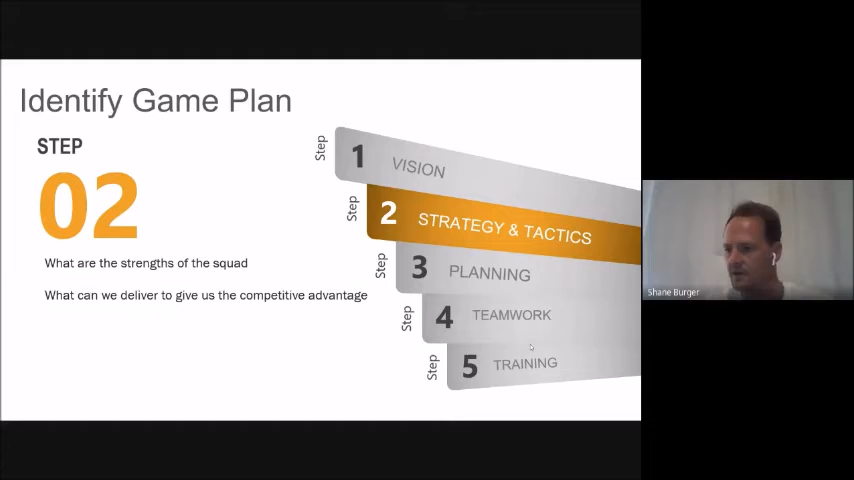 Identify Game Plan
STEP
02
What are the strengths of the squad
What can we deliver to give us the competitive advantage
Step 1 VISION
Step 2 STRATEGY & TACTICS
Step 3 PLANNING
Step 4 TEAMWORK
Step 5 TRAINING
Shane Burger